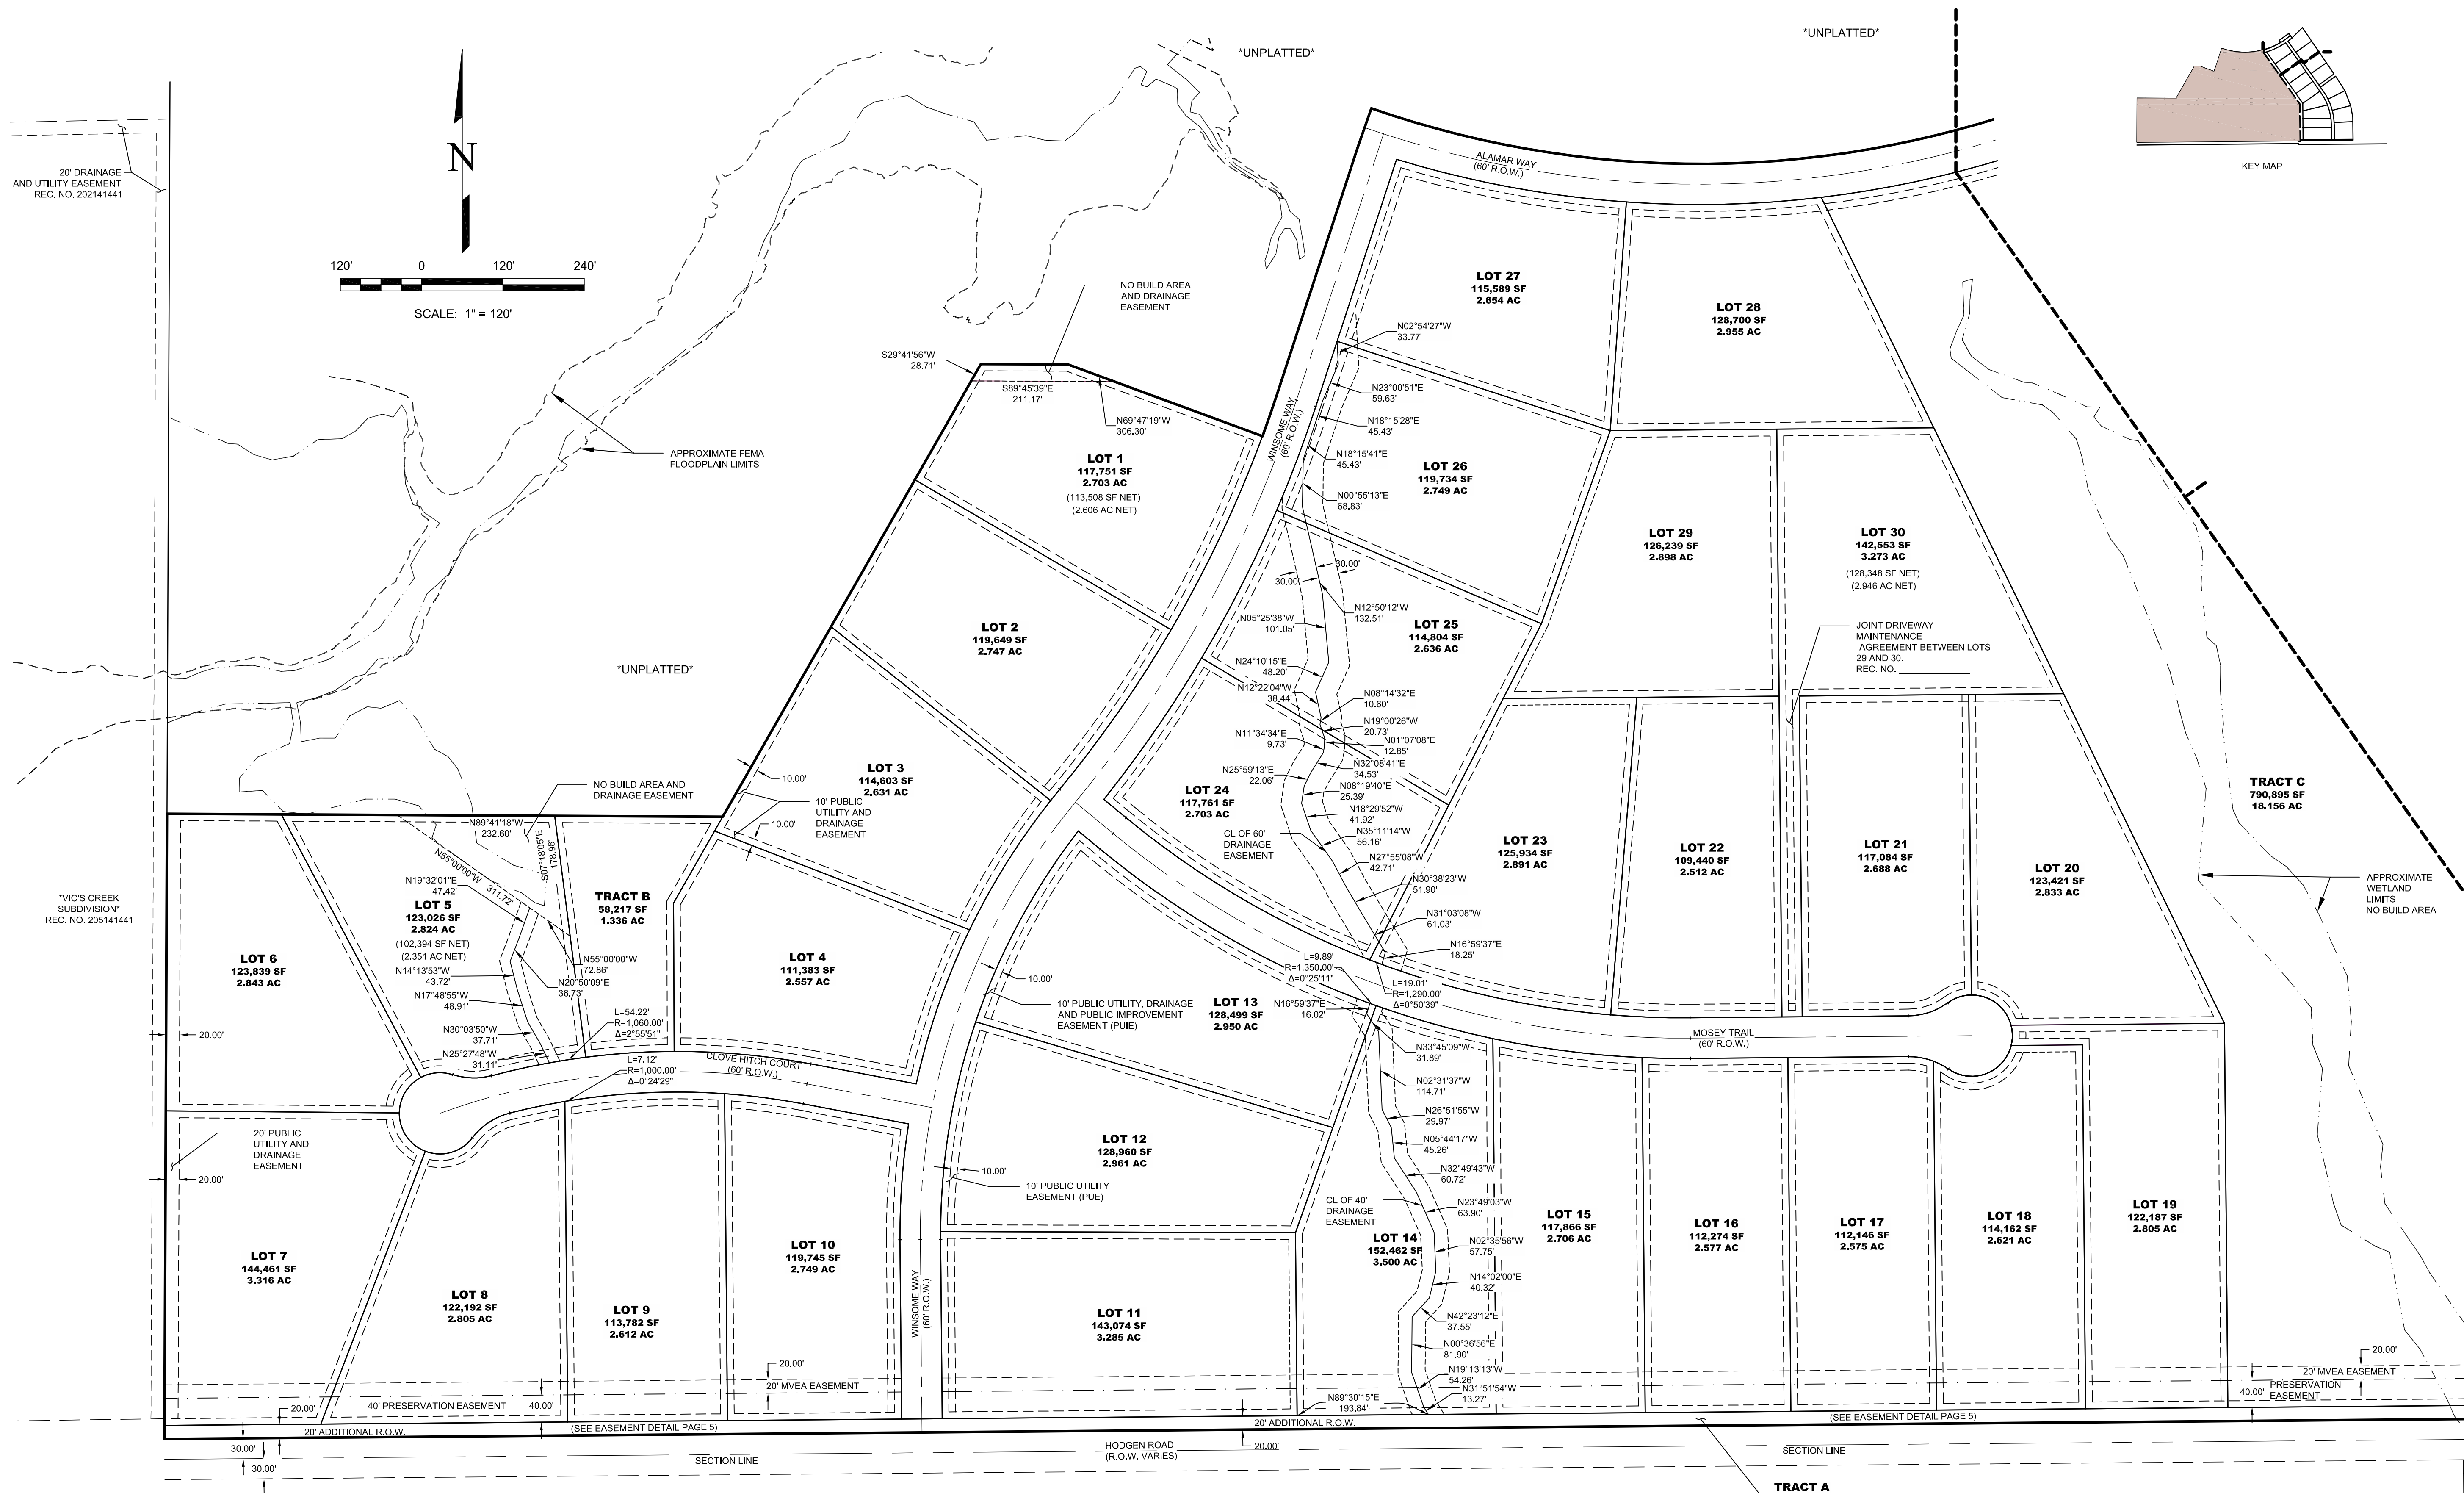 *UNPLATTED*
*UNPLATTED*
KEY MAP
20' DRAINAGE
AND UTILITY EASEMENT
REC. NO. 202141441
N
120'
0
120'
240'
SCALE: 1" = 120'
ALAMAR WAY
(60' R.O.W.)
NO BUILD AREA
AND DRAINAGE
EASEMENT
S29°41'56"W
28.71'
S89°45'39"E
211.17'
N69°47'19"W
306.30'
APPROXIMATE FEMA
FLOODPLAIN LIMITS
LOT 1
117,751 SF
2.703 AC
(113,508 SF NET)
(2.606 AC NET)
WINSOME WAY
(60' R.O.W.)
LOT 27
115,589 SF
2.654 AC
LOT 28
128,700 SF
2.955 AC
N02°54'27"W
33.77'
N23°00'51"E
59.63'
N18°15'28"E
45.43'
N18°15'41"E
45.43'
N00°55'13"E
68.83'
LOT 26
119,734 SF
2.749 AC
LOT 29
126,239 SF
2.898 AC
LOT 30
142,553 SF
3.273 AC
(128,348 SF NET)
(2.946 AC NET)
30.00'
30.00'
N12°50'12"W
132.51'
N05°25'38"W
101.05'
LOT 25
114,804 SF
2.636 AC
JOINT DRIVEWAY
MAINTENANCE
AGREEMENT BETWEEN LOTS
29 AND 30.
REC. NO.
LOT 2
119,649 SF
2.747 AC
*UNPLATTED*
N24°10'15"E
48.20'
N12°22'04"W
38.44'
N08°14'32"E
10.60'
N19°00'26"W
20.73'
N11°34'34"E
9.73'
N01°07'08"E
12.85'
N32°08'41"E
34.53'
N25°59'13"E
22.06'
N08°19'40"E
25.39'
N18°29'52"W
41.92'
N35°11'14"W
56.16'
N27°55'08"W
42.71'
N30°38'23"W
51.90'
N31°03'08"W
61.03'
N16°59'37"E
18.25'
LOT 24
117,761 SF
2.703 AC
CL OF 60'
DRAINAGE
EASEMENT
LOT 3
114,603 SF
2.631 AC
10.00'
10' PUBLIC
UTILITY AND
DRAINAGE
EASEMENT
10.00'
NO BUILD AREA AND
DRAINAGE EASEMENT
N89°41'18"W
232.60'
S07°18'05"E
178.98'
N55°00'00"W 311.72'
N19°32'01"E
47.42'
LOT 5
123,026 SF
2.824 AC
(102,394 SF NET)
(2.351 AC NET)
N14°13'53"W
43.72'
N17°48'55"W
48.91'
N30°03'50"W
37.71'
N25°27'48"W
31.11'
N55°00'00"W
72.86'
N20°50'09"E
36.73'
TRACT B
58,217 SF
1.336 AC
*VIC'S CREEK
SUBDIVISION*
REC. NO. 205141441
LOT 6
123,839 SF
2.843 AC
LOT 4
111,383 SF
2.557 AC
LOT 23
125,934 SF
2.891 AC
LOT 22
109,440 SF
2.512 AC
LOT 21
117,084 SF
2.688 AC
LOT 20
123,421 SF
2.833 AC
TRACT C
790,895 SF
18.156 AC
APPROXIMATE
WETLAND
LIMITS
NO BUILD AREA
20.00'
L=54.22'
R=1,060.00'
Δ=2°55'51"
L=7.12'
R=1,000.00'
Δ=0°24'29"
CLOVE HITCH COURT
(60' R.O.W.)
10.00'
10' PUBLIC UTILITY, DRAINAGE
AND PUBLIC IMPROVEMENT
EASEMENT (PUIE)
LOT 13
128,499 SF
2.950 AC
L=9.89'
R=1,350.00'
Δ=0°25'11"
L=19.01'
R=1,290.00'
Δ=0°50'39"
N16°59'37"E
16.02'
MOSEY TRAIL
(60' R.O.W.)
N33°45'09"W
31.89'
N02°31'37"W
114.71'
N26°51'55"W
29.97'
N05°44'17"W
45.26'
N32°49'43"W
60.72'
N23°49'03"W
63.90'
N02°35'56"W
57.75'
N14°02'00"E
40.32'
N42°23'12"E
37.55'
N00°36'56"E
81.90'
N19°13'13"W
54.26'
N31°51'54"W
13.27'
N89°30'15"E
193.84'
20' PUBLIC
UTILITY AND
DRAINAGE
EASEMENT
20.00'
LOT 12
128,960 SF
2.961 AC
10.00'
10' PUBLIC UTILITY
EASEMENT (PUE)
CL OF 40'
DRAINAGE
EASEMENT
LOT 7
144,461 SF
3.316 AC
LOT 8
122,192 SF
2.805 AC
LOT 9
113,782 SF
2.612 AC
LOT 10
119,745 SF
2.749 AC
WINSOME WAY
(60' R.O.W.)
LOT 11
143,074 SF
3.285 AC
LOT 14
152,462 SF
3.500 AC
LOT 15
117,866 SF
2.706 AC
LOT 16
112,274 SF
2.577 AC
LOT 17
112,146 SF
2.575 AC
LOT 18
114,162 SF
2.621 AC
LOT 19
122,187 SF
2.805 AC
20.00'
20' MVEA EASEMENT
40' PRESERVATION EASEMENT
40.00'
20.00'
20' MVEA EASEMENT
PRESERVATION
EASEMENT
40.00'
20.00'
20' ADDITIONAL R.O.W.
(SEE EASEMENT DETAIL PAGE 5)
20' ADDITIONAL R.O.W.
(SEE EASEMENT DETAIL PAGE 5)
30.00'
30.00'
SECTION LINE
HODGEN ROAD
(R.O.W. VARIES)
20.00'
SECTION LINE
TRACT A